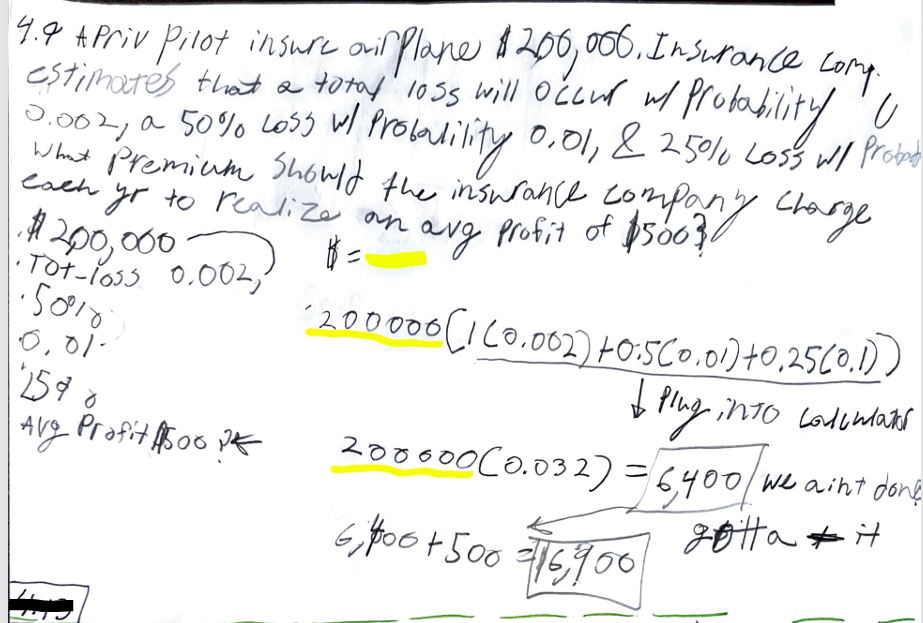 4.9 A Priv pilot insure airplane $200,000. Insurance comp.
estimates that a total loss will occur w/ probability
0.002, a 50% loss w/ Probability 0.01, & 25% Loss w/
What Premium should the insurance company charge
each yr to realize an avg profit of $500?
$200,000
$ =
Tot-loss 0.002,
50%
0.01
25%
Avg Profit $500?
200000(1(0.002)+0.5(0.01)+0.25(0.1))
↓ Plug into calculator
200000(0.032) = 6,400 we aint done
gotta + it
6,400+500 = $6,900